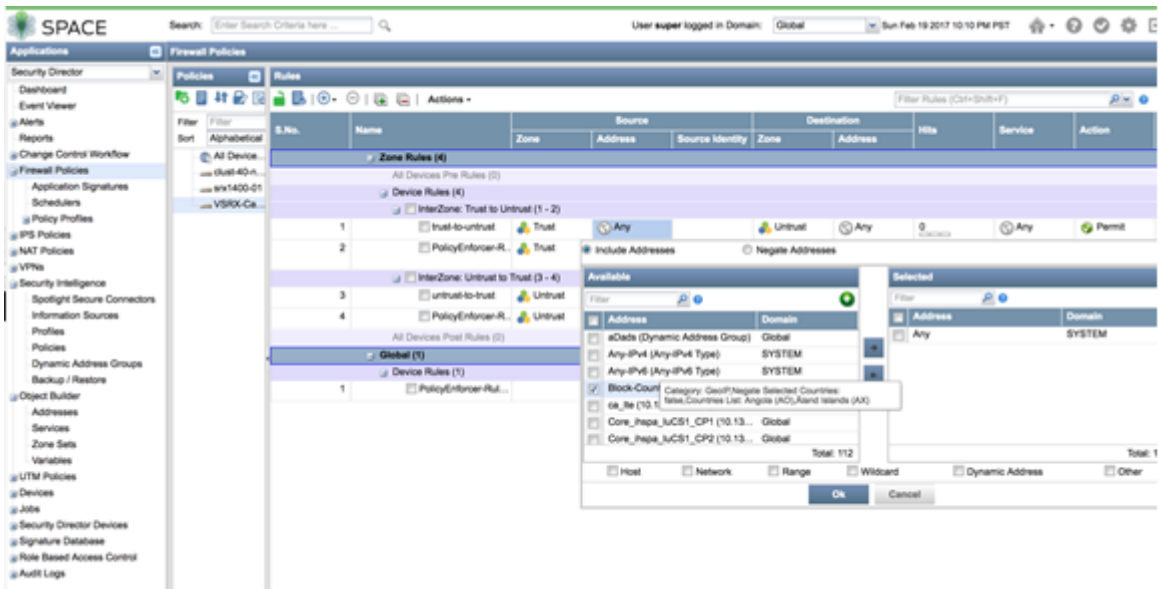 SPACE
Search: Enter Search Criteria here ...
User super logged in Domain: Global
Sun Feb 19 2017 10:10 PM PST
Applications
Security Director
Dashboard
Event Viewer
Alerts
Reports
Change Control Workflow
Firewall Policies
Application Signatures
Schedulers
Policy Profiles
IPS Policies
NAT Policies
VPNs
Security Intelligence
Spotlight Secure Connectors
Information Sources
Profiles
Policies
Dynamic Address Groups
Backup / Restore
Object Builder
Addresses
Services
Zone Sets
Variables
UTM Policies
Devices
Jobs
Security Director Devices
Signature Database
Role Based Access Control
Audit Logs
Firewall Policies
Policies
Filter Filter
Sort Alphabetical
All Device...
clust-40-n...
srx1400-01
VSRX-Ca...
Rules
Actions
Filter Rules (Ctrl+Shift+F)
S.No. Name Source Destination Hits Service Action
Zone Address Source Identity Zone Address
Zone Rules (4)
All Devices Pre Rules (0)
Device Rules (4)
InterZone: Trust to Untrust (1 - 2)
1 trust-to-untrust Trust Any Untrust Any 0 Any Permit
2 PolicyEnforcer-R.. Trust
InterZone: Untrust to Trust (3 - 4)
3 untrust-to-trust Untrust
4 PolicyEnforcer-R.. Untrust
All Devices Post Rules (0)
Global (1)
Device Rules (1)
1 PolicyEnforcer-Rul...
Include Addresses Negate Addresses
Available
Filter
Address Domain
aDads (Dynamic Address Group) Global
Any-IPv4 (Any-IPv4 Type) SYSTEM
Any-IPv6 (Any-IPv6 Type) SYSTEM
Block-Coun
Category: GeoIP,Negate Selected Countries:
false,Countries List: Angola (AO),Åland Islands (AX)
Core_ihspa_IuCS1_CP1 (10.13... Global
Core_ihspa_IuCS1_CP2 (10.13... Global
Total: 112
Selected
Filter
Address Domain
Any SYSTEM
Total: 1
Host Network Range Wildcard Dynamic Address Other
Ok Cancel